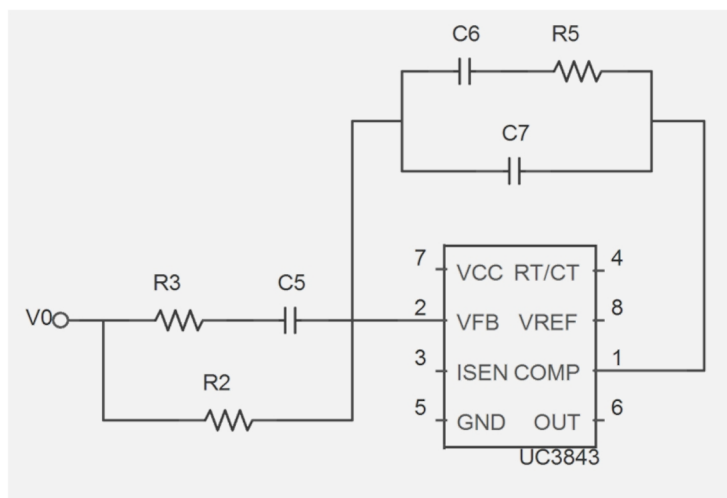 C6 R5
C7
7 VCC RT/CT 4
R3 C5
V0 2 VFB VREF 8
R2
3 ISEN COMP 1
5 GND OUT 6
UC3843